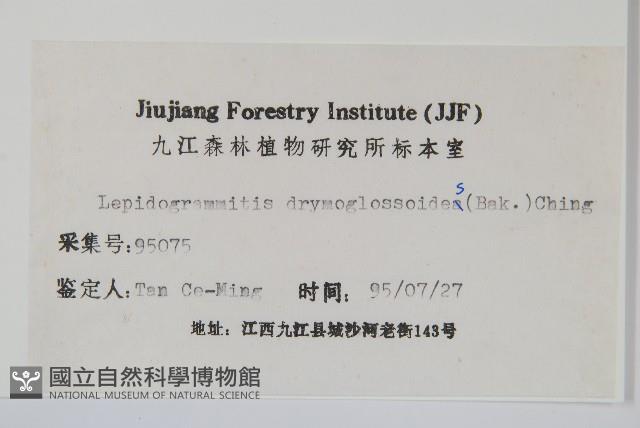 Jiujiang Forestry Institute (JJF)
九江森林植物研究所标本室
Lepidogrammitis drymoglossoides (Bak.)Ching
采集号:95075
鉴定人:Tan Ce-Ming 时间: 95/07/27
地址: 江西九江县城沙河老街143号
國立自然科學博物館
NATIONAL MUSEUM OF NATURAL SCIENCE